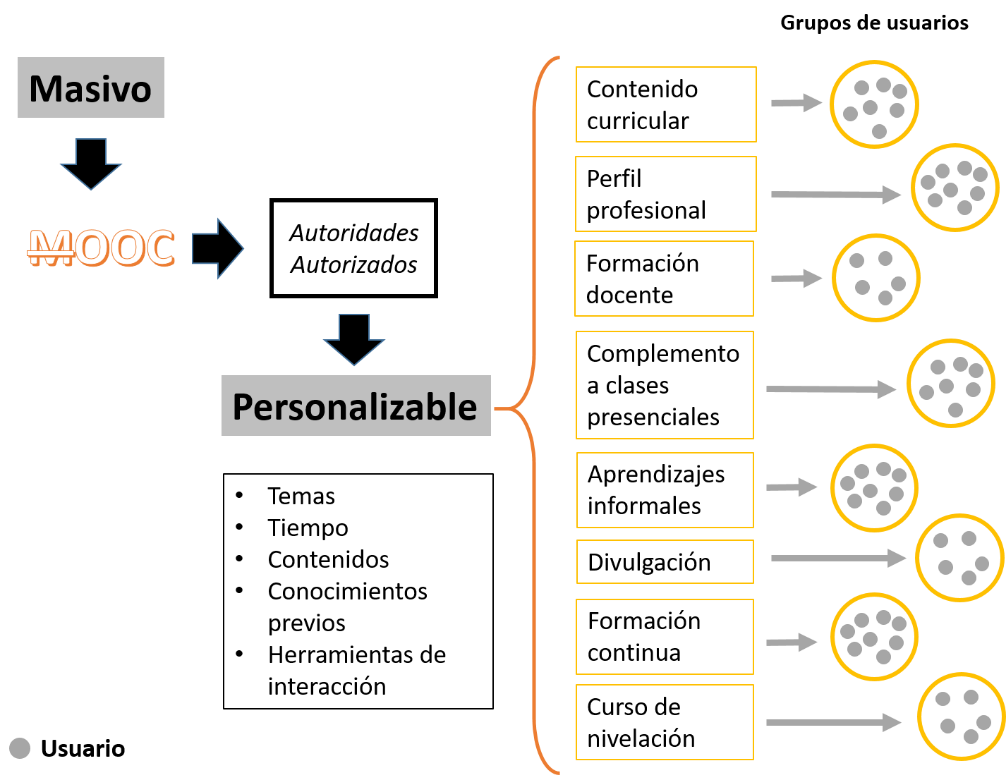 Grupos de usuarios
Masivo
MOOC
Autoridades
Autorizados
Personalizable
• Temas
• Tiempo
• Contenidos
• Conocimientos
previos
• Herramientas de
interacción
Contenido
curricular
Perfil
profesional
Formación
docente
Complemento
a clases
presenciales
Aprendizajes
informales
Divulgación
Formación
continua
Curso de
nivelación
Usuario